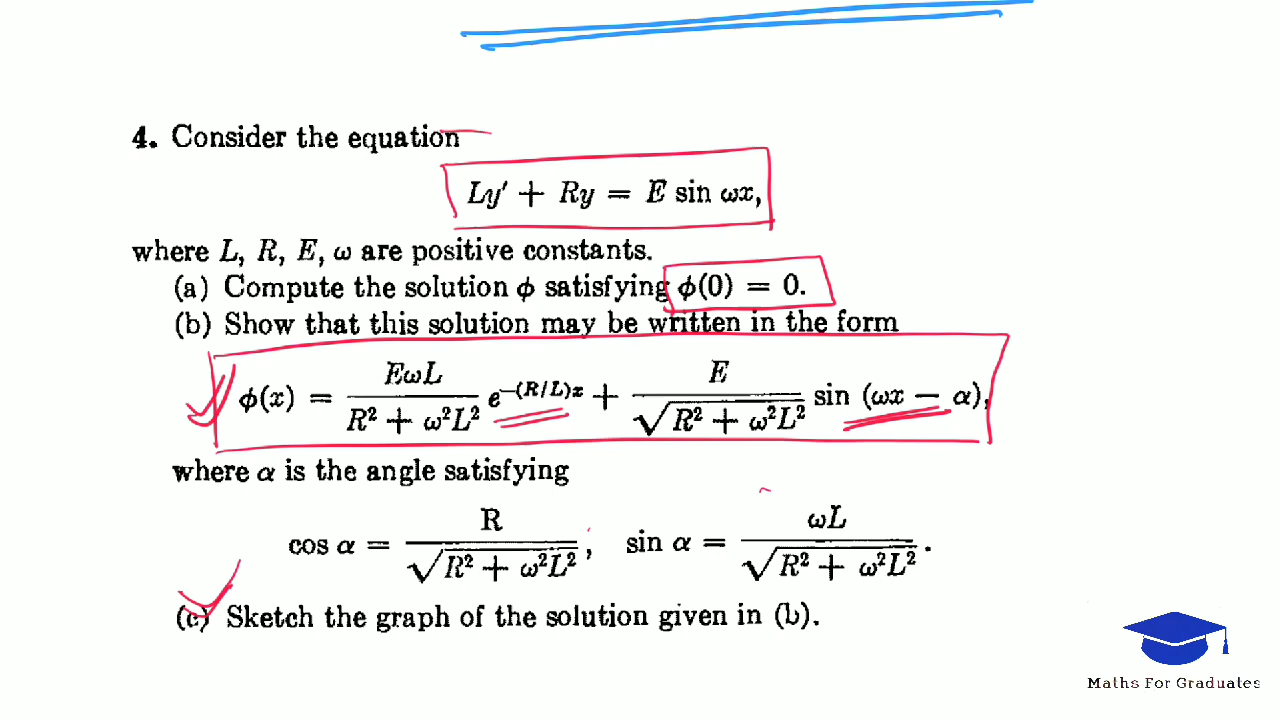 4. Consider the equation
Ly′ + Ry = E sin ωx,
where L, R, E, ω are positive constants.
(a) Compute the solution ϕ satisfying ϕ(0) = 0.
(b) Show that this solution may be written in the form
ϕ(x) = EωL / (R² + ω²L²) e^{−(R/L)x} + E / √(R² + ω²L²) sin (ωx − α),
where α is the angle satisfying
cos α = R / √(R² + ω²L²), sin α = ωL / √(R² + ω²L²).
(c) Sketch the graph of the solution given in (b).
Maths For Graduates